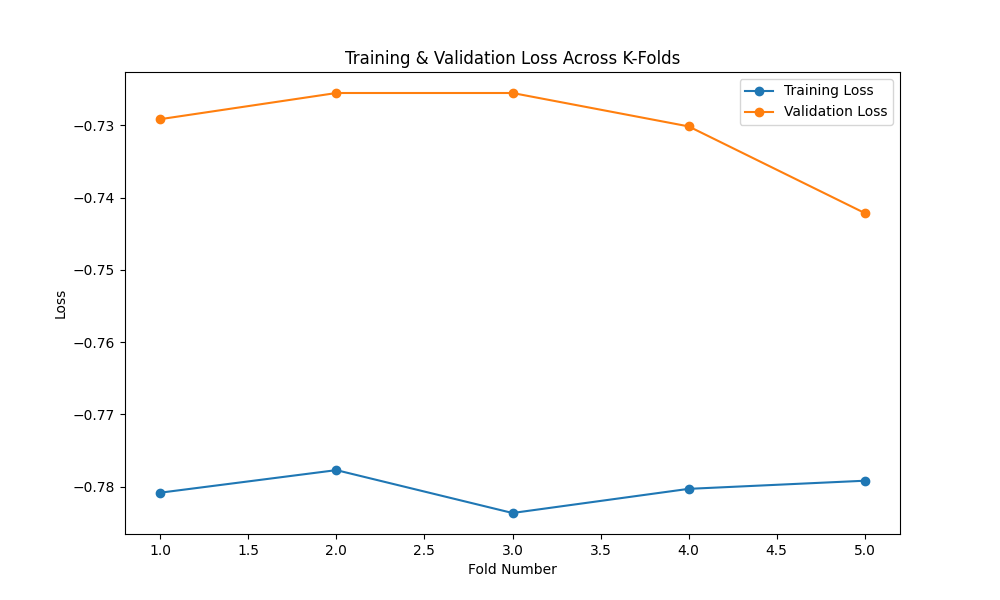 Training & Validation Loss Across K-Folds
Training Loss
Validation Loss
−0.73
−0.74
−0.75
−0.76
−0.77
−0.78
Loss
1.0 1.5 2.0 2.5 3.0 3.5 4.0 4.5 5.0
Fold Number